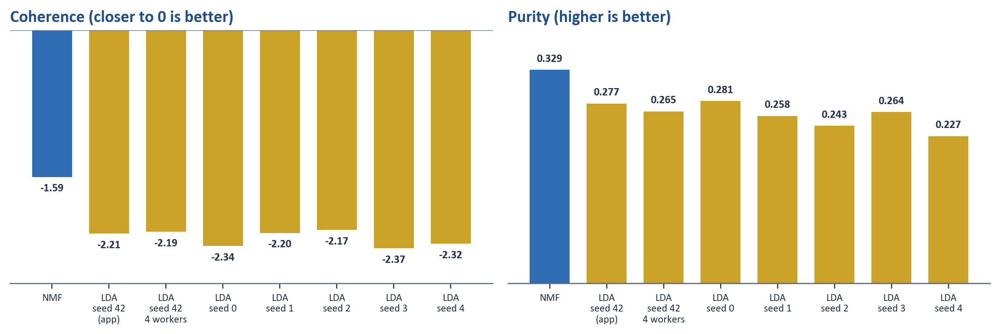 Coherence (closer to 0 is better)
-1.59
-2.21
-2.19
-2.34
-2.20
-2.17
-2.37
-2.32
NMF
LDA
seed 42
(app)
LDA
seed 42
4 workers
LDA
seed 0
LDA
seed 1
LDA
seed 2
LDA
seed 3
LDA
seed 4
Purity (higher is better)
0.329
0.277
0.265
0.281
0.258
0.243
0.264
0.227
NMF
LDA
seed 42
(app)
LDA
seed 42
4 workers
LDA
seed 0
LDA
seed 1
LDA
seed 2
LDA
seed 3
LDA
seed 4